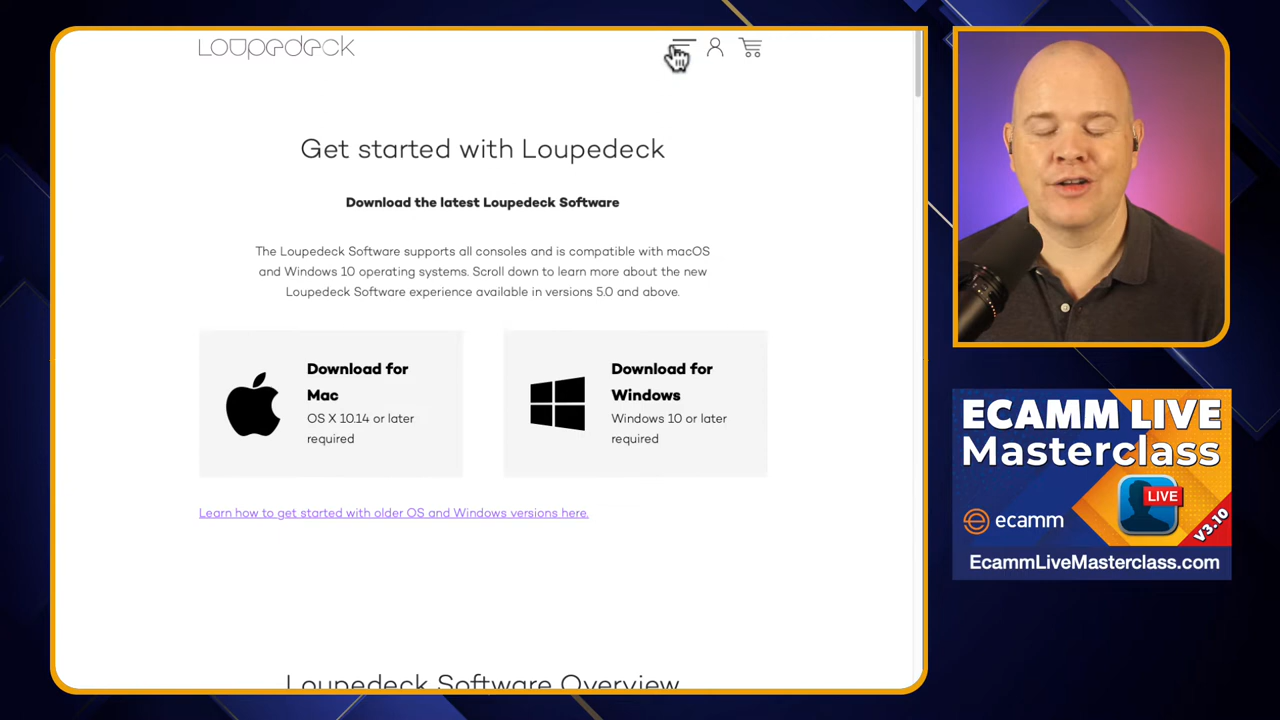 Loupedeck
Get started with Loupedeck
Download the latest Loupedeck Software
The Loupedeck Software supports all consoles and is compatible with macOS
and Windows 10 operating systems. Scroll down to learn more about the new
Loupedeck Software experience available in versions 5.0 and above.
Download for
Mac
OS X 10.14 or later
required
Download for
Windows
Windows 10 or later
required
Learn how to get started with older OS and Windows versions here.
Loupedeck Software Overview
ECAMM LIVE
Masterclass
LIVE
ecamm
V3.10
EcammLiveMasterclass.com